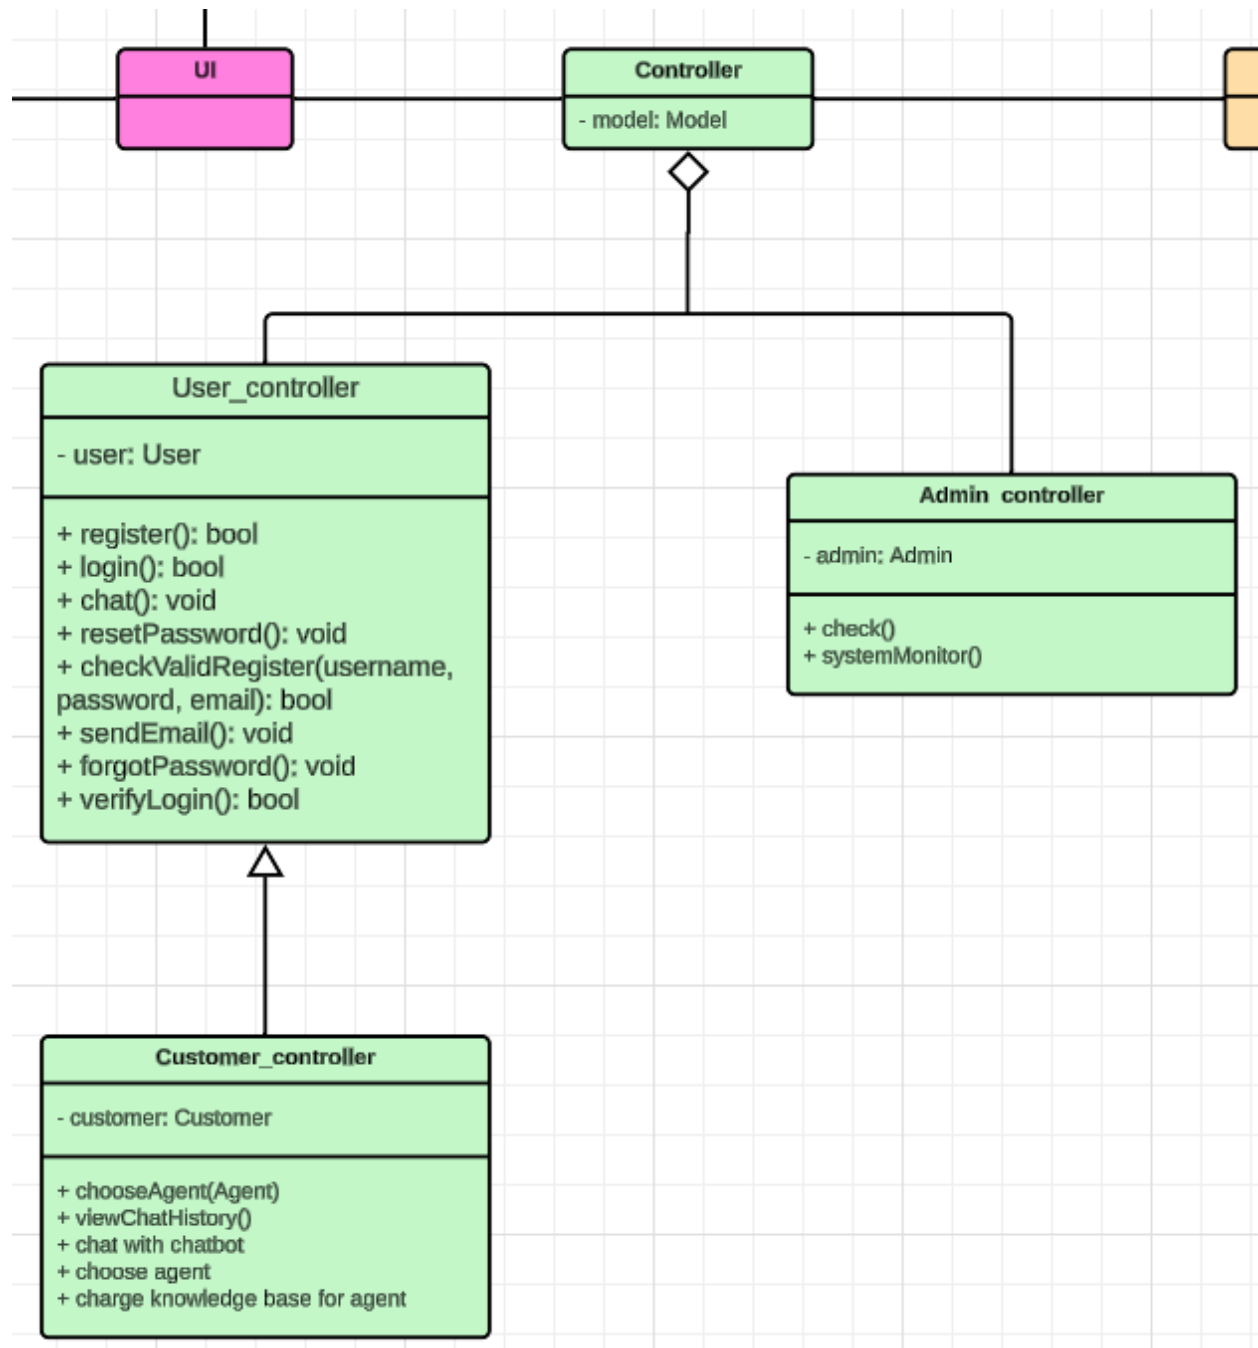 UI
Controller
- model: Model
User_controller
- user: User
+ register(): bool
+ login(): bool
+ chat(): void
+ resetPassword(): void
+ checkValidRegister(username,
password, email): bool
+ sendEmail(): void
+ forgotPassword(): void
+ verifyLogin(): bool
Admin_controller
- admin: Admin
+ check()
+ systemMonitor()
Customer_controller
- customer: Customer
+ chooseAgent(Agent)
+ viewChatHistory()
+ chat with chatbot
+ choose agent
+ charge knowledge base for agent